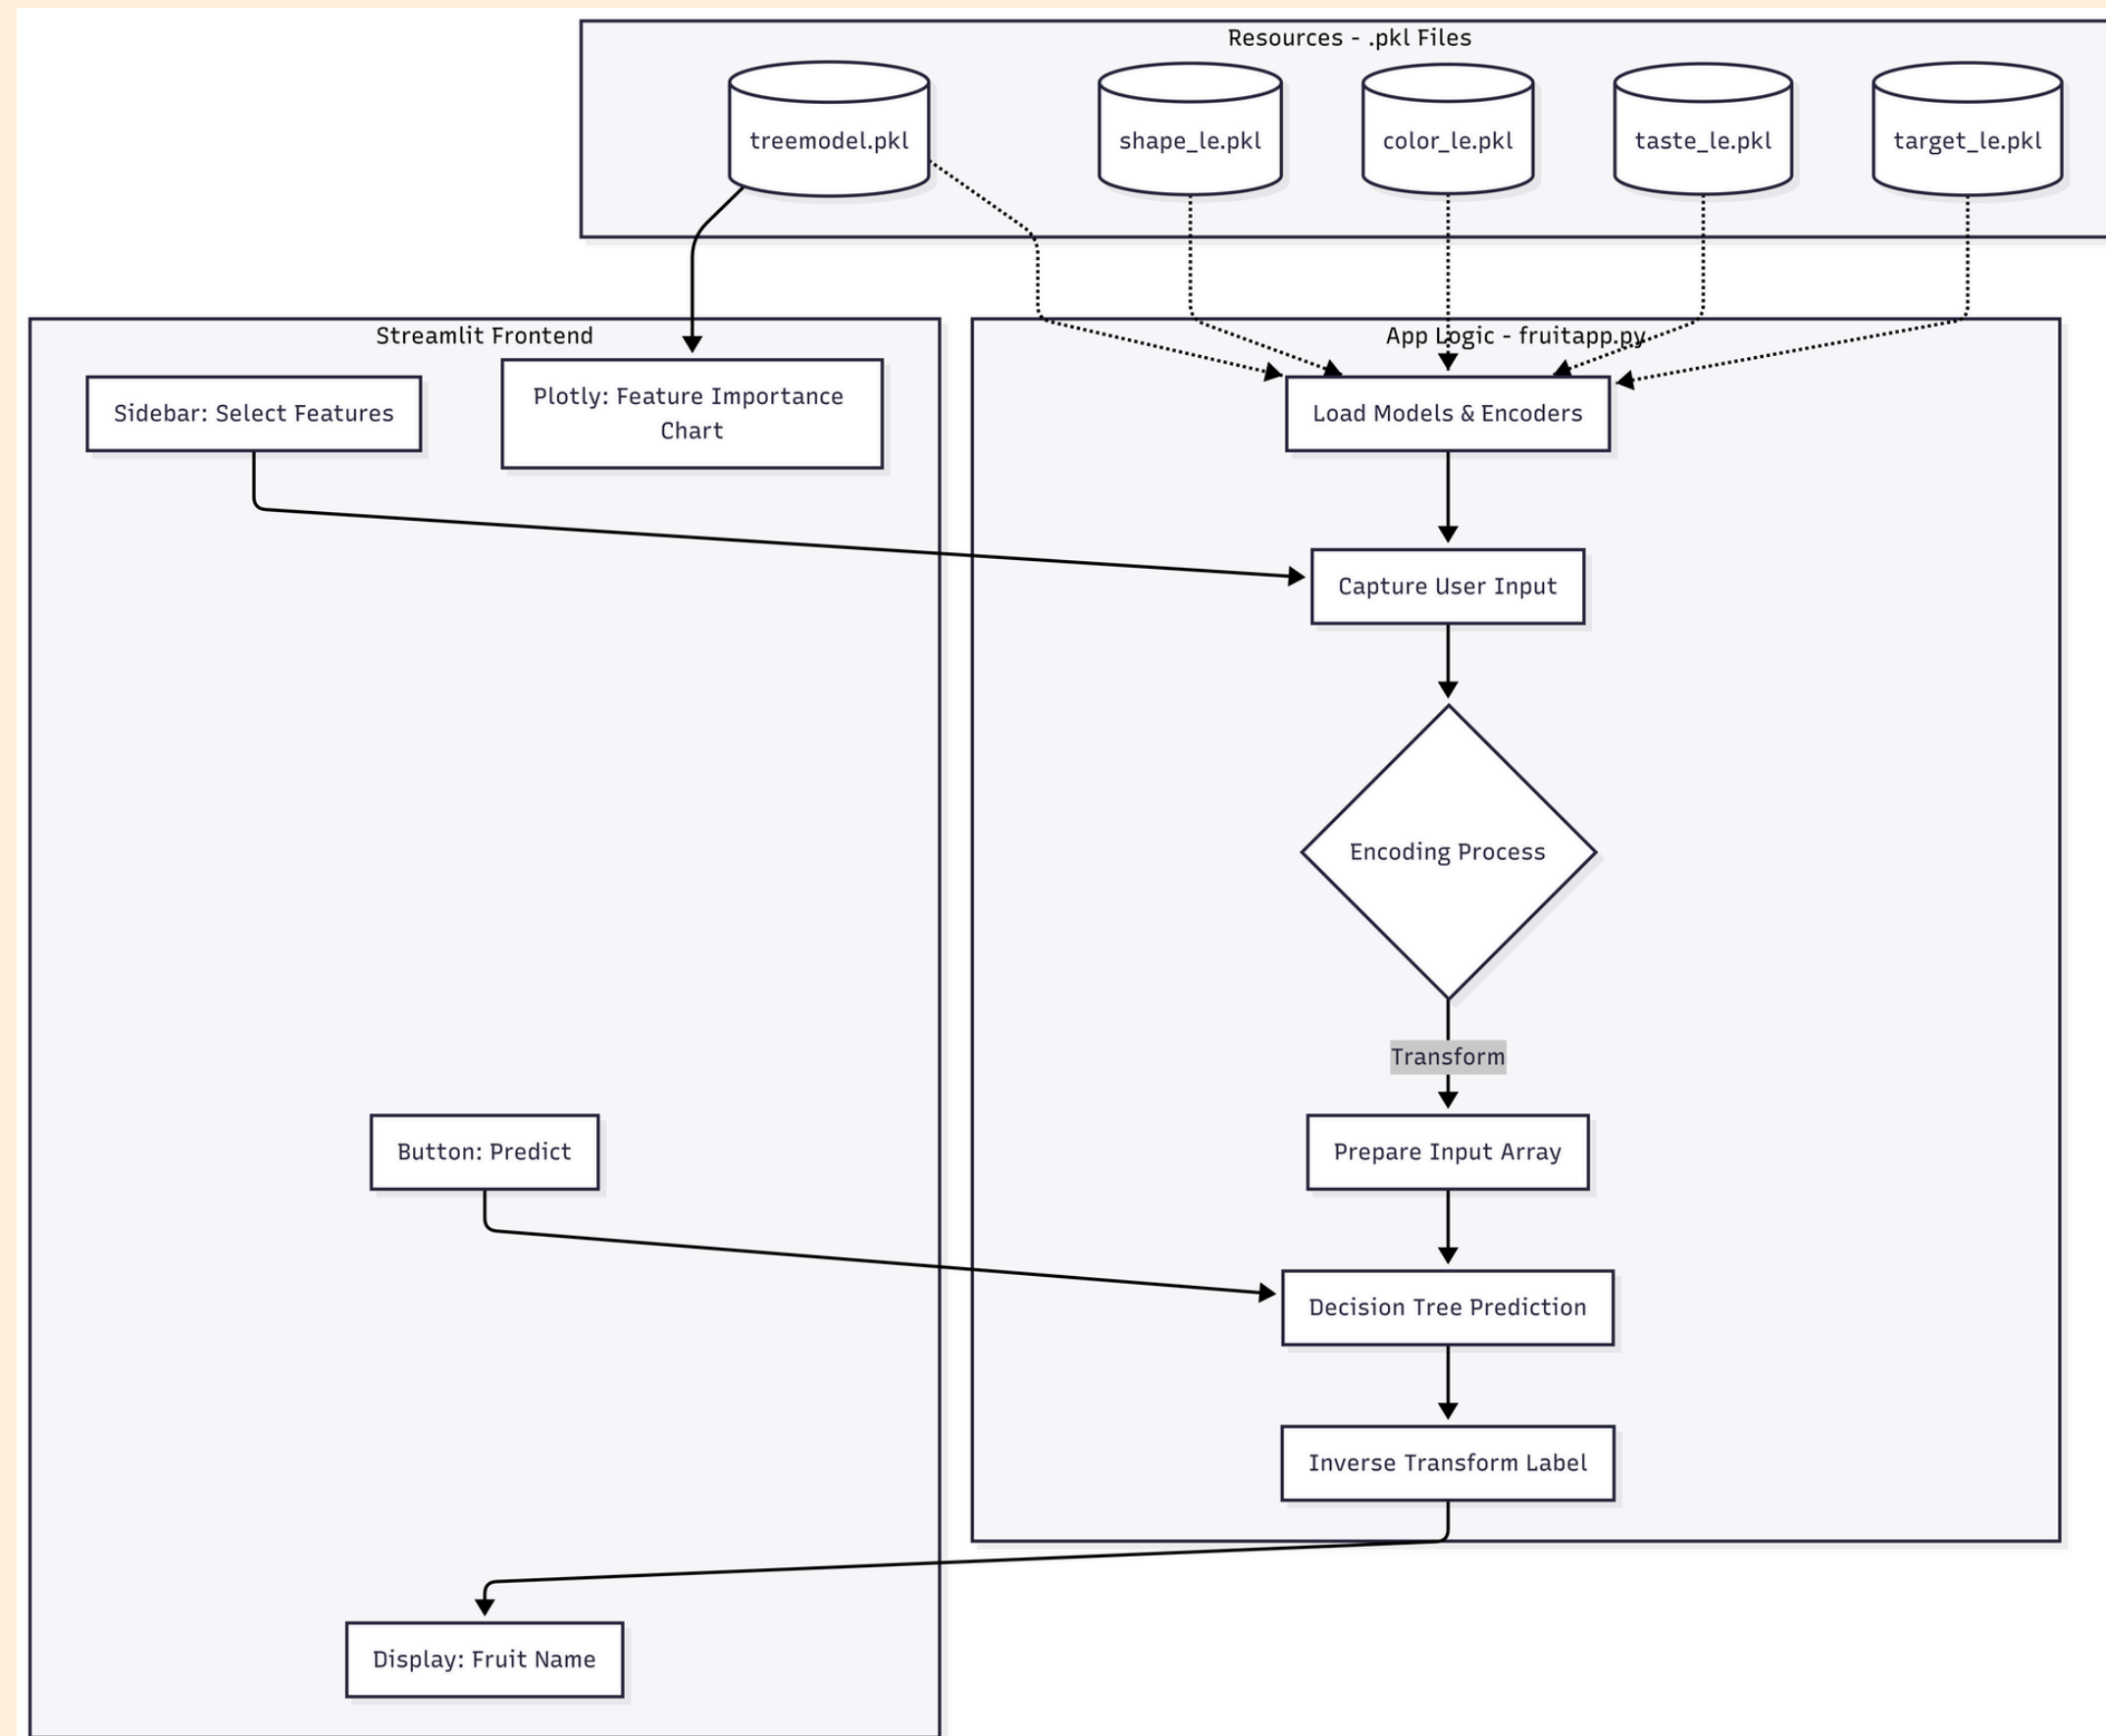 Resources - .pkl Files
treemodel.pkl
shape_le.pkl
color_le.pkl
taste_le.pkl
target_le.pkl
Streamlit Frontend
Sidebar: Select Features
Plotly: Feature Importance
Chart
Button: Predict
Display: Fruit Name
App Logic - fruitapp.py
Load Models & Encoders
Capture User Input
Encoding Process
Transform
Prepare Input Array
Decision Tree Prediction
Inverse Transform Label